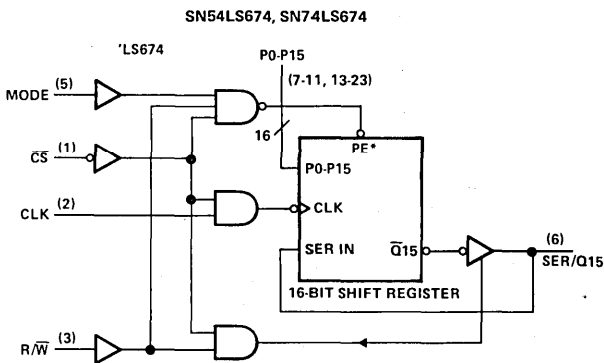 SN54LS674, SN74LS674
'LS674
P0-P15
(7-11, 13-23)
MODE (5)
16
PE*
CS (1)
P0-P15
CLK (2)
CLK
SER IN
Q15
(6)
SER/Q15
16-BIT SHIFT REGISTER
R/W (3)